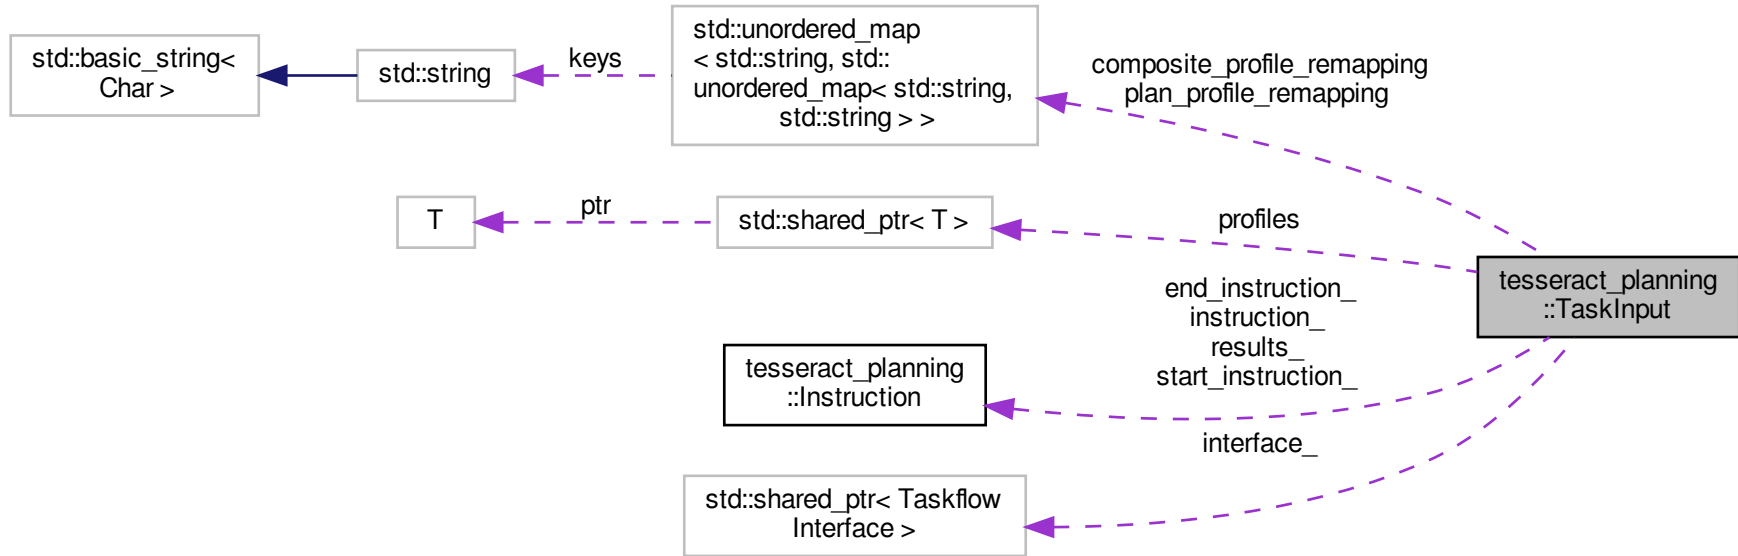 std::basic_string<
Char >
std::string
keys
std::unordered_map
< std::string, std::
unordered_map< std::string,
std::string > >
composite_profile_remapping
plan_profile_remapping
T
ptr
std::shared_ptr< T >
profiles
tesseract_planning
::TaskInput
end_instruction_
instruction_
results_
start_instruction_
tesseract_planning
::Instruction
interface_
std::shared_ptr< Taskflow
Interface >